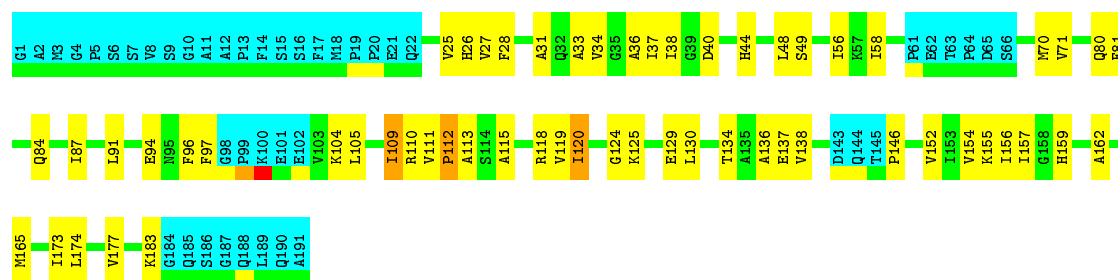 G1 A2 M3 G4 P5 S6 S7 V8 S9 G10 A11 A12 P13 F14 S15 S16 F17 M18 P19 P20 E21 Q22 V25 H26 V27 F28 A31 Q32 A33 V34 G35 A36 I37 I38 G39 D40 H44 L48 S49 I56 K57 I58 P61 E62 T63 P64 D65 S66 M70 V71 Q80
Q84 I87 L91 E94 N95 F96 F97 G98 P99 K100 E101 E102 V103 K104 L105 I109 R110 V111 P112 A113 S114 A115 R118 V119 I120 G124 K125 E129 L130 T134 A135 A136 E137 V138 D143 Q144 T145 P146 V152 I153 V154 K155 I156 I157 G158 H159 A162
M165 I173 L174 V177 K183 G184 Q185 S186 G187 Q188 L189 Q190 A191